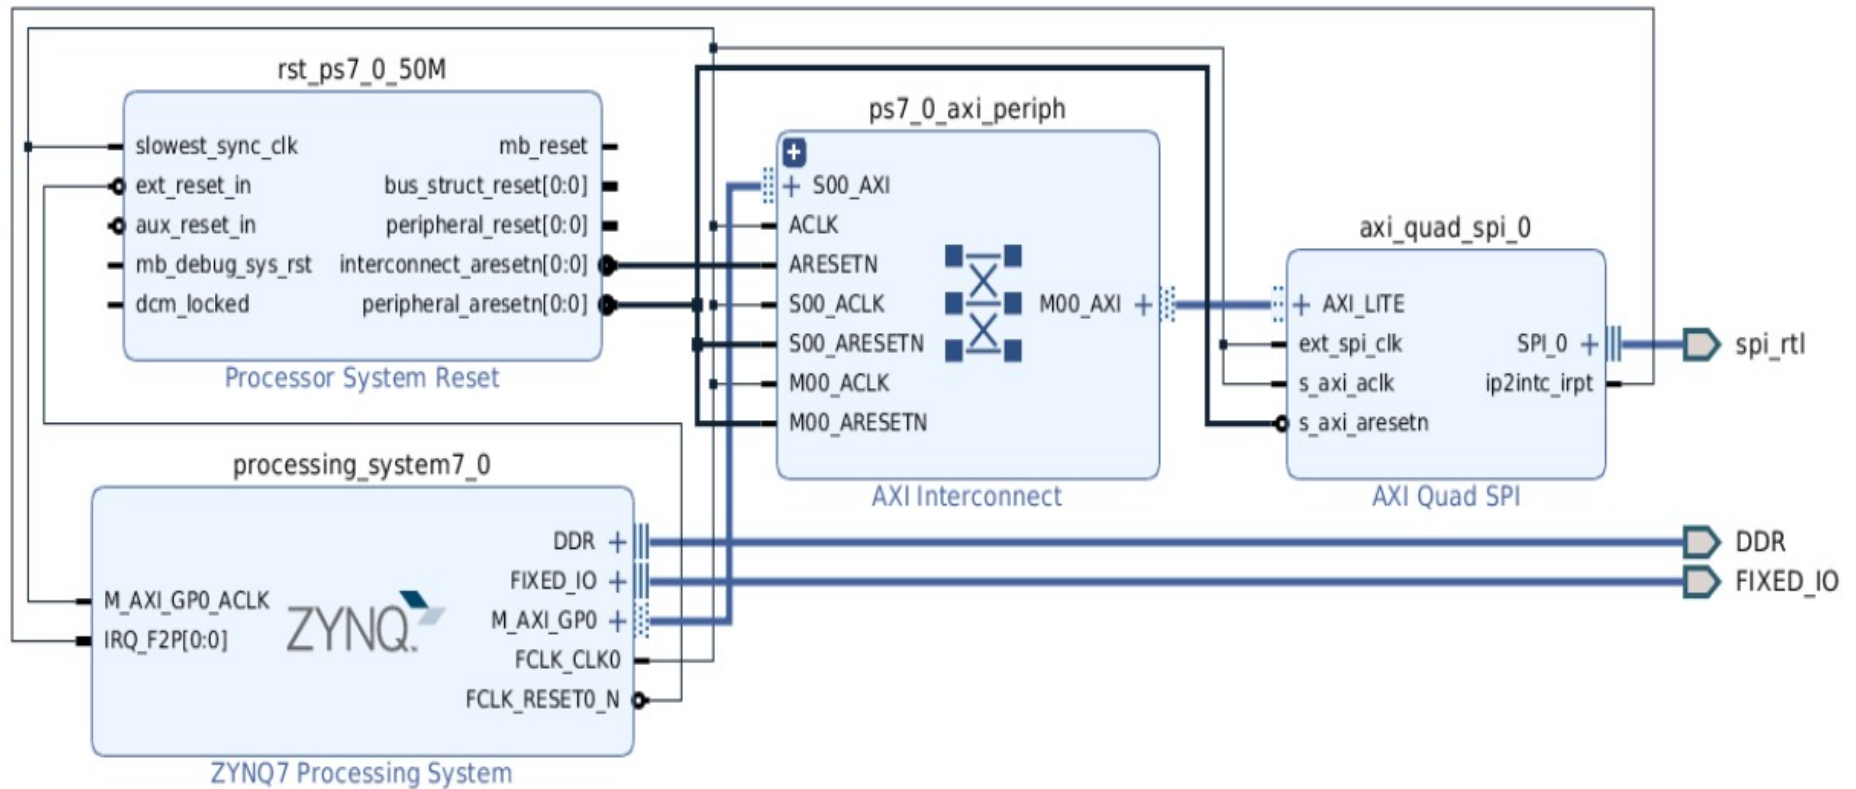 rst_ps7_0_50M
slowest_sync_clk
ext_reset_in
aux_reset_in
mb_debug_sys_rst
dcm_locked
mb_reset
bus_struct_reset[0:0]
peripheral_reset[0:0]
interconnect_aresetn[0:0]
peripheral_aresetn[0:0]
Processor System Reset
ps7_0_axi_periph
S00_AXI
ACLK
ARESETN
S00_ACLK
S00_ARESETN
M00_ACLK
M00_ARESETN
M00_AXI
AXI Interconnect
axi_quad_spi_0
AXI_LITE
ext_spi_clk
s_axi_aclk
s_axi_aresetn
SPI_0
ip2intc_irpt
AXI Quad SPI
spi_rtl
processing_system7_0
M_AXI_GP0_ACLK
IRQ_F2P[0:0]
ZYNQ.
DDR
FIXED_IO
M_AXI_GP0
FCLK_CLK0
FCLK_RESET0_N
ZYNQ7 Processing System
DDR
FIXED_IO